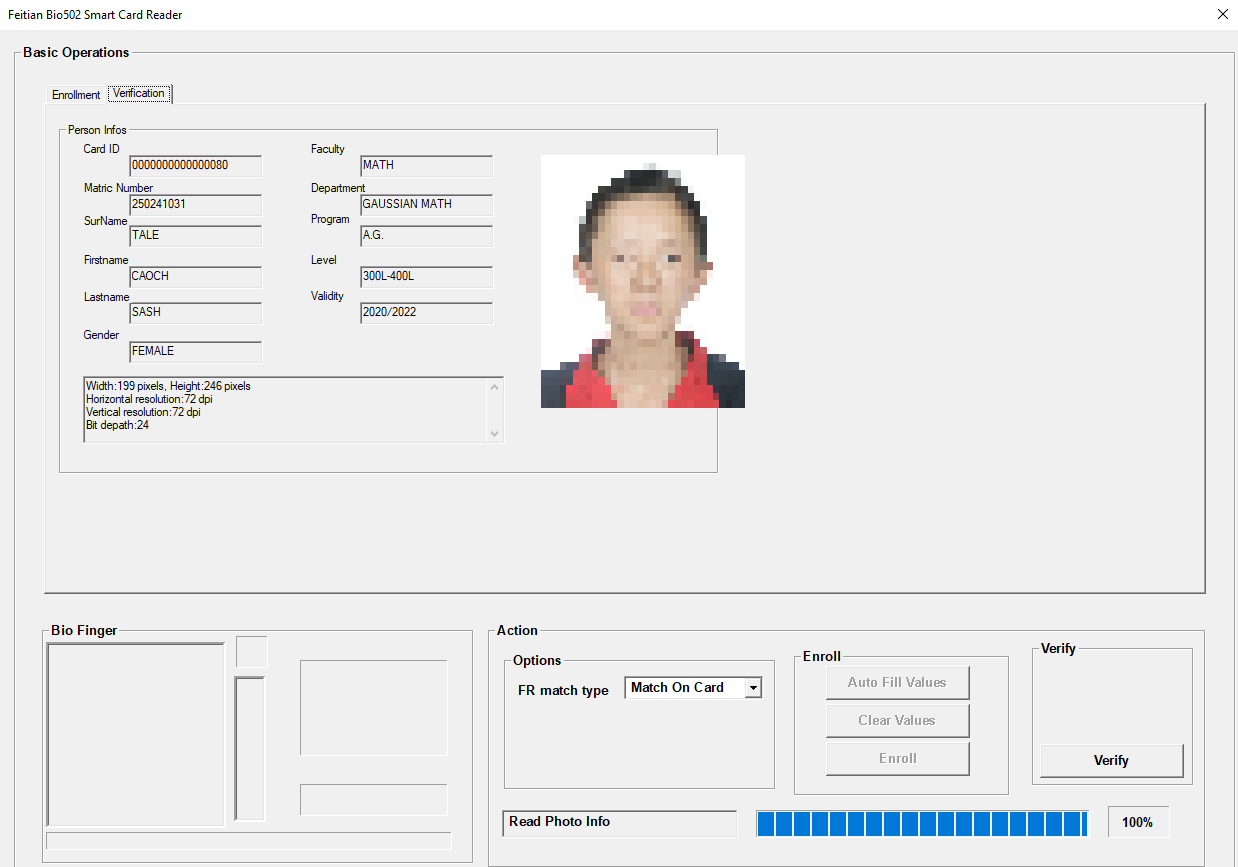 Feitian Bio502 Smart Card Reader
Basic Operations
Enrollment Verification
Person Infos
Card ID
0000000000000080
Faculty
MATH
Matric Number
250241031
Department
GAUSSIAN MATH
SurName
TALE
Program
A.G.
Firstname
CAOCH
Level
300L-400L
Lastname
SASH
Validity
2020/2022
Gender
FEMALE
Width:199 pixels, Height:246 pixels
Horizontal resolution:72 dpi
Vertical resolution:72 dpi
Bit depath:24
Bio Finger
Action
Options
FR match type Match On Card
Enroll
Auto Fill Values
Clear Values
Enroll
Verify
Verify
Read Photo Info
100%